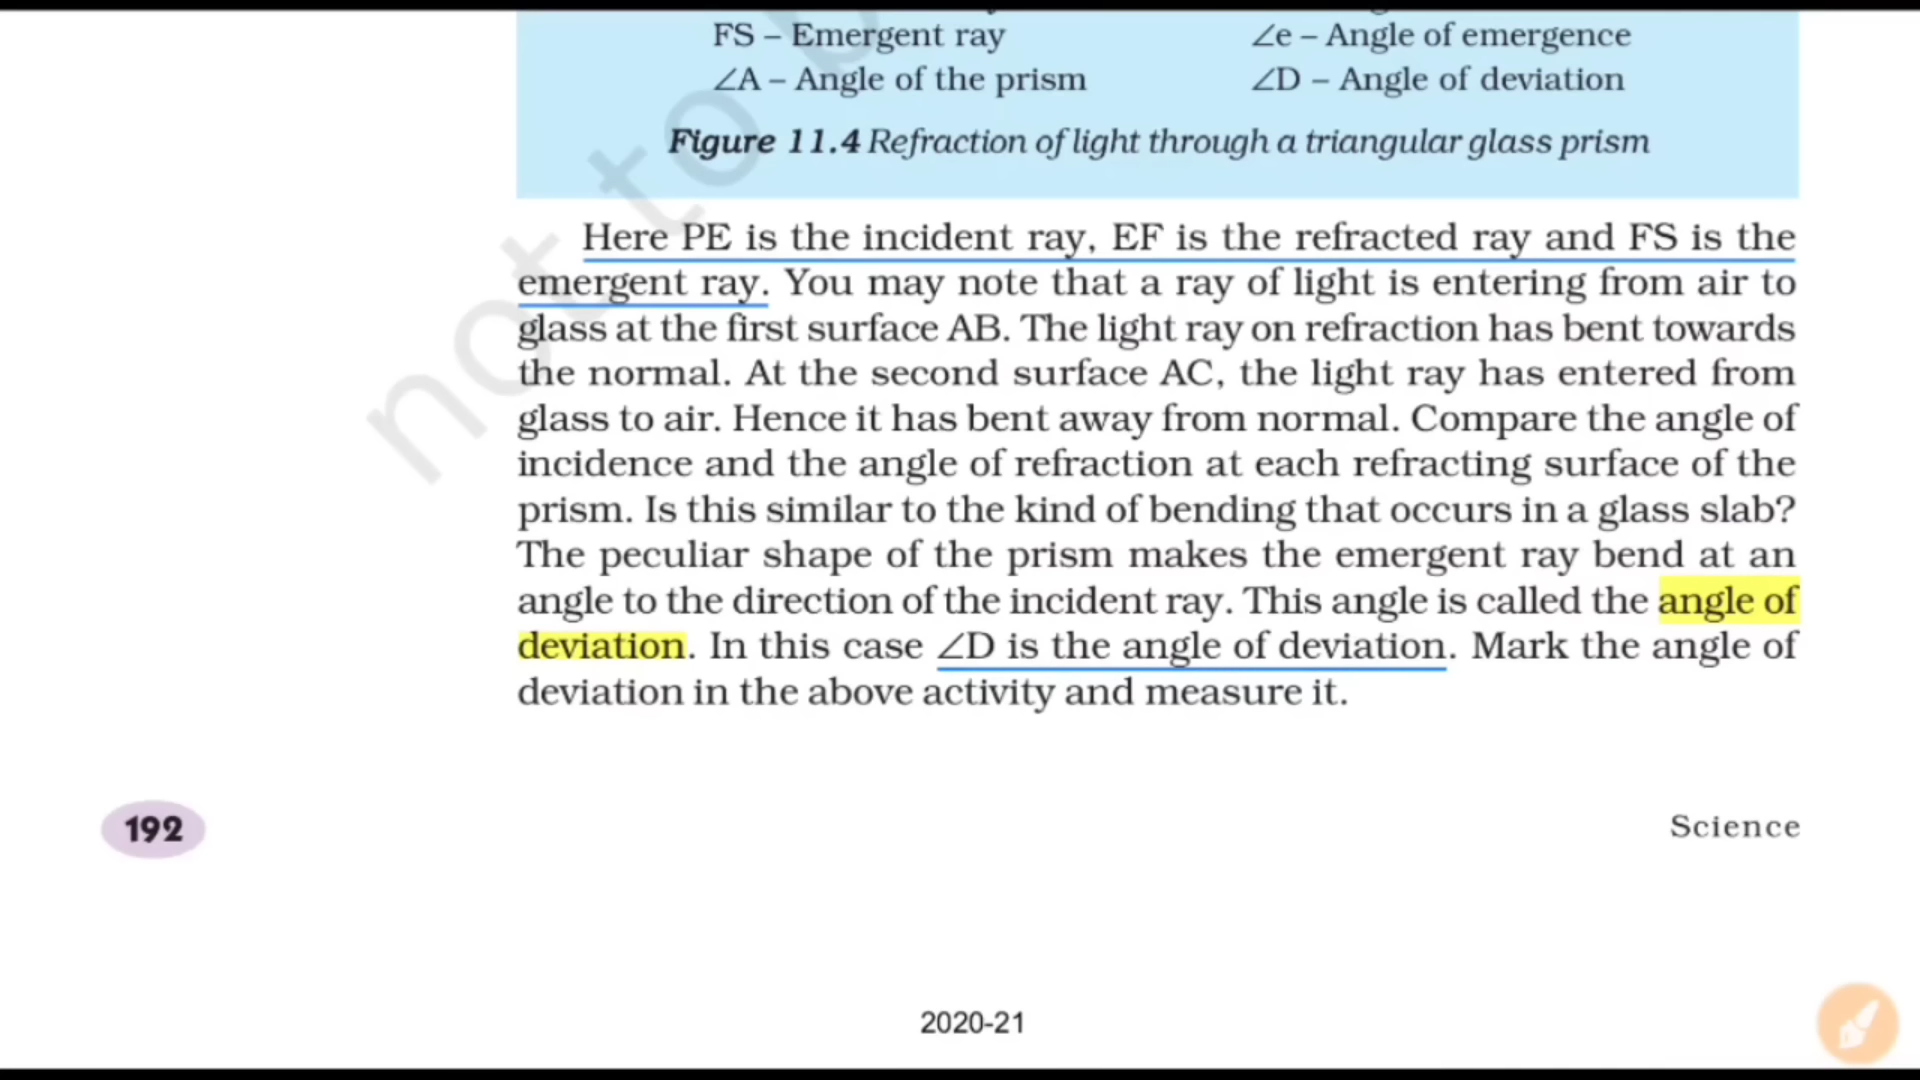 FS – Emergent ray ∠e – Angle of emergence
∠A – Angle of the prism ∠D – Angle of deviation
Figure 11.4 Refraction of light through a triangular glass prism
Here PE is the incident ray, EF is the refracted ray and FS is the
emergent ray. You may note that a ray of light is entering from air to
glass at the first surface AB. The light ray on refraction has bent towards
the normal. At the second surface AC, the light ray has entered from
glass to air. Hence it has bent away from normal. Compare the angle of
incidence and the angle of refraction at each refracting surface of the
prism. Is this similar to the kind of bending that occurs in a glass slab?
The peculiar shape of the prism makes the emergent ray bend at an
angle to the direction of the incident ray. This angle is called the angle of
deviation. In this case ∠D is the angle of deviation. Mark the angle of
deviation in the above activity and measure it.
not to
192
Science
2020-21